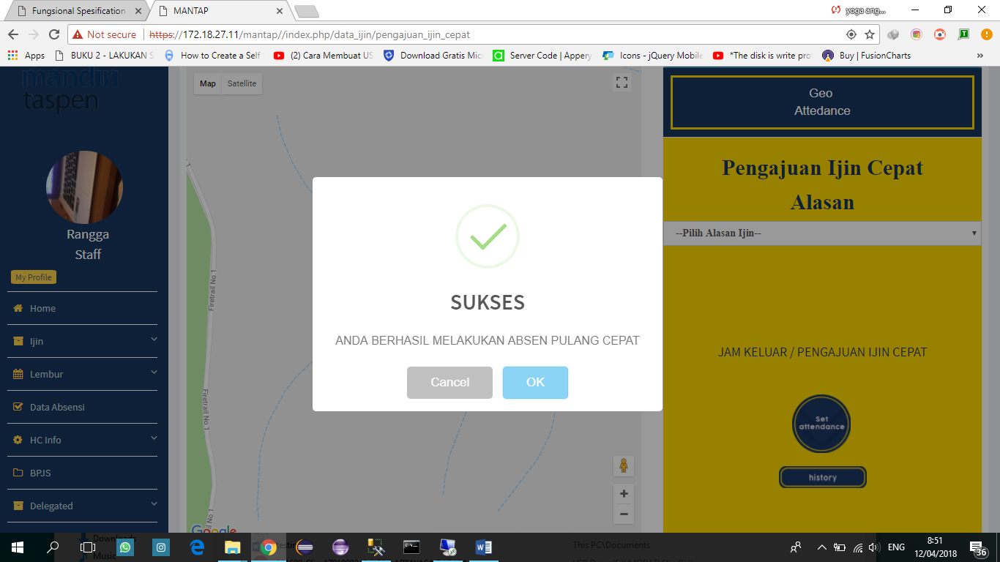 Fungsional Spesification
MANTAP
yoga ang...
Not secure
https://172.18.27.11/mantap//index.php/data_ijin/pengajuan_ijin_cepat
Apps
BUKU 2 - LAKUKAN S
How to Create a Self
(2) Cara Membuat US
Download Gratis Micr
Server Code | Appery
Icons - jQuery Mobile
*The disk is write pro
Buy | FusionCharts
»
mandiri
taspen
Rangga
Staff
My Profile
Home
Ijin
Lembur
Data Absensi
HC Info
BPJS
Delegated
Map
Satellite
Firetrail No 1
Firetrail No 1
il No 1
Google
SUKSES
ANDA BERHASIL MELAKUKAN ABSEN PULANG CEPAT
Cancel
OK
Geo
Attedance
Pengajuan Ijin Cepat
Alasan
--Pilih Alasan Ijin--
JAM KELUAR / PENGAJUAN IJIN CEPAT
Set
attendance
history
Downloads
Music
This PC\Documents
ENG
8:51
12/04/2018
36